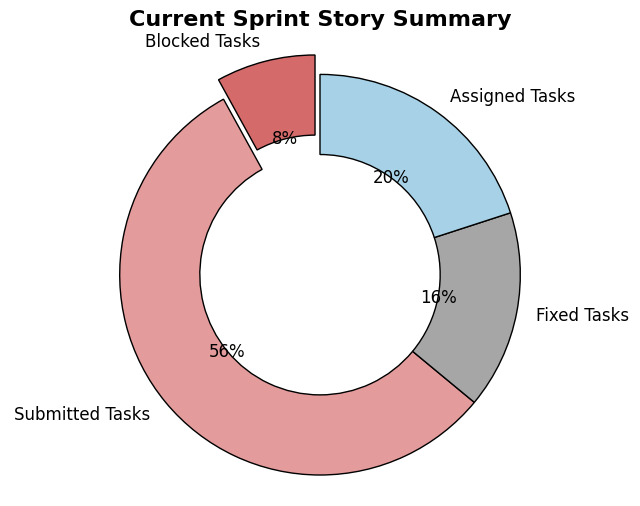 Current Sprint Story Summary
Blocked Tasks
Assigned Tasks
8%
20%
16%
Fixed Tasks
56%
Submitted Tasks